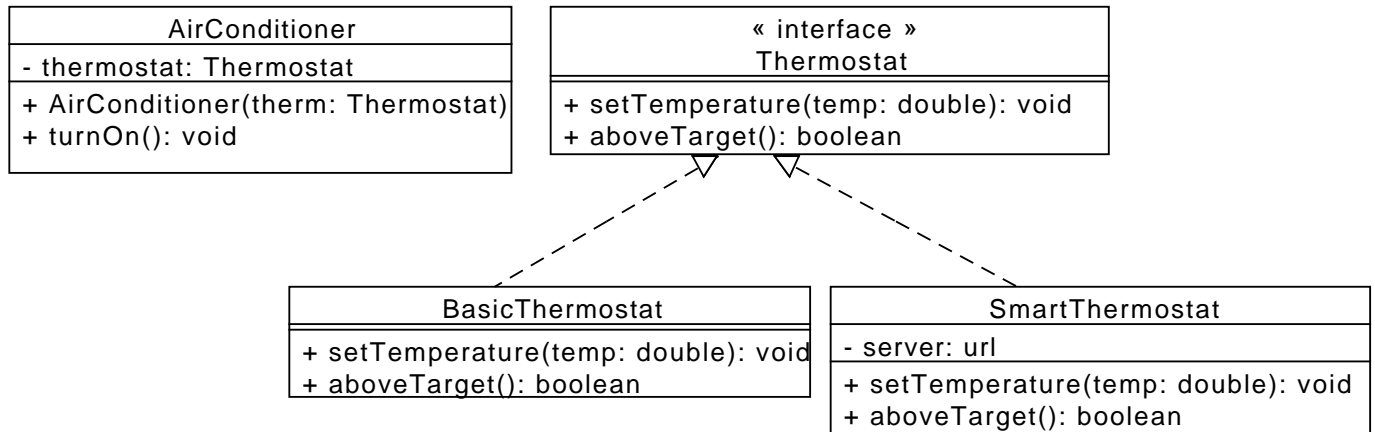 AirConditioner
- thermostat: Thermostat
+ AirConditioner(therm: Thermostat)
+ turnOn(): void
« interface »
Thermostat
+ setTemperature(temp: double): void
+ aboveTarget(): boolean
BasicThermostat
+ setTemperature(temp: double): void
+ aboveTarget(): boolean
SmartThermostat
- server: url
+ setTemperature(temp: double): void
+ aboveTarget(): boolean